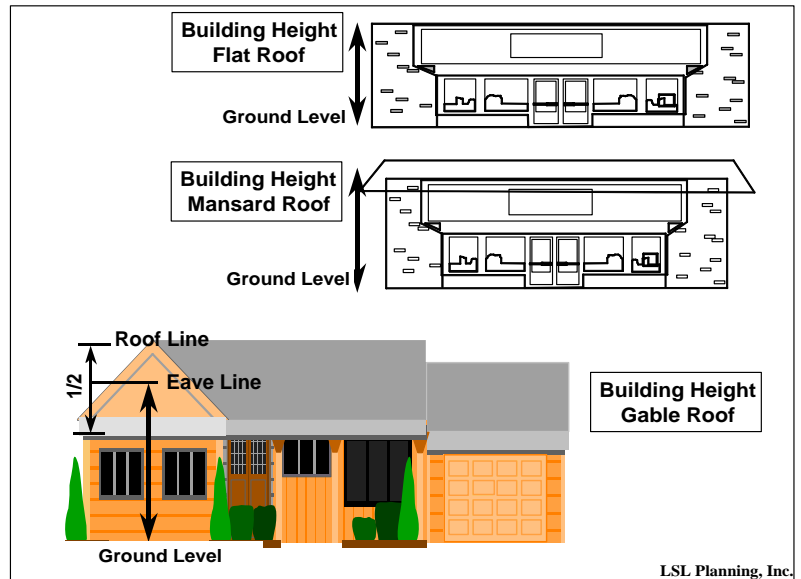 Building Height
Flat Roof
Ground Level
Building Height
Mansard Roof
Ground Level
Roof Line
Eave Line
1/2
Building Height
Gable Roof
Ground Level
LSL Planning, Inc.